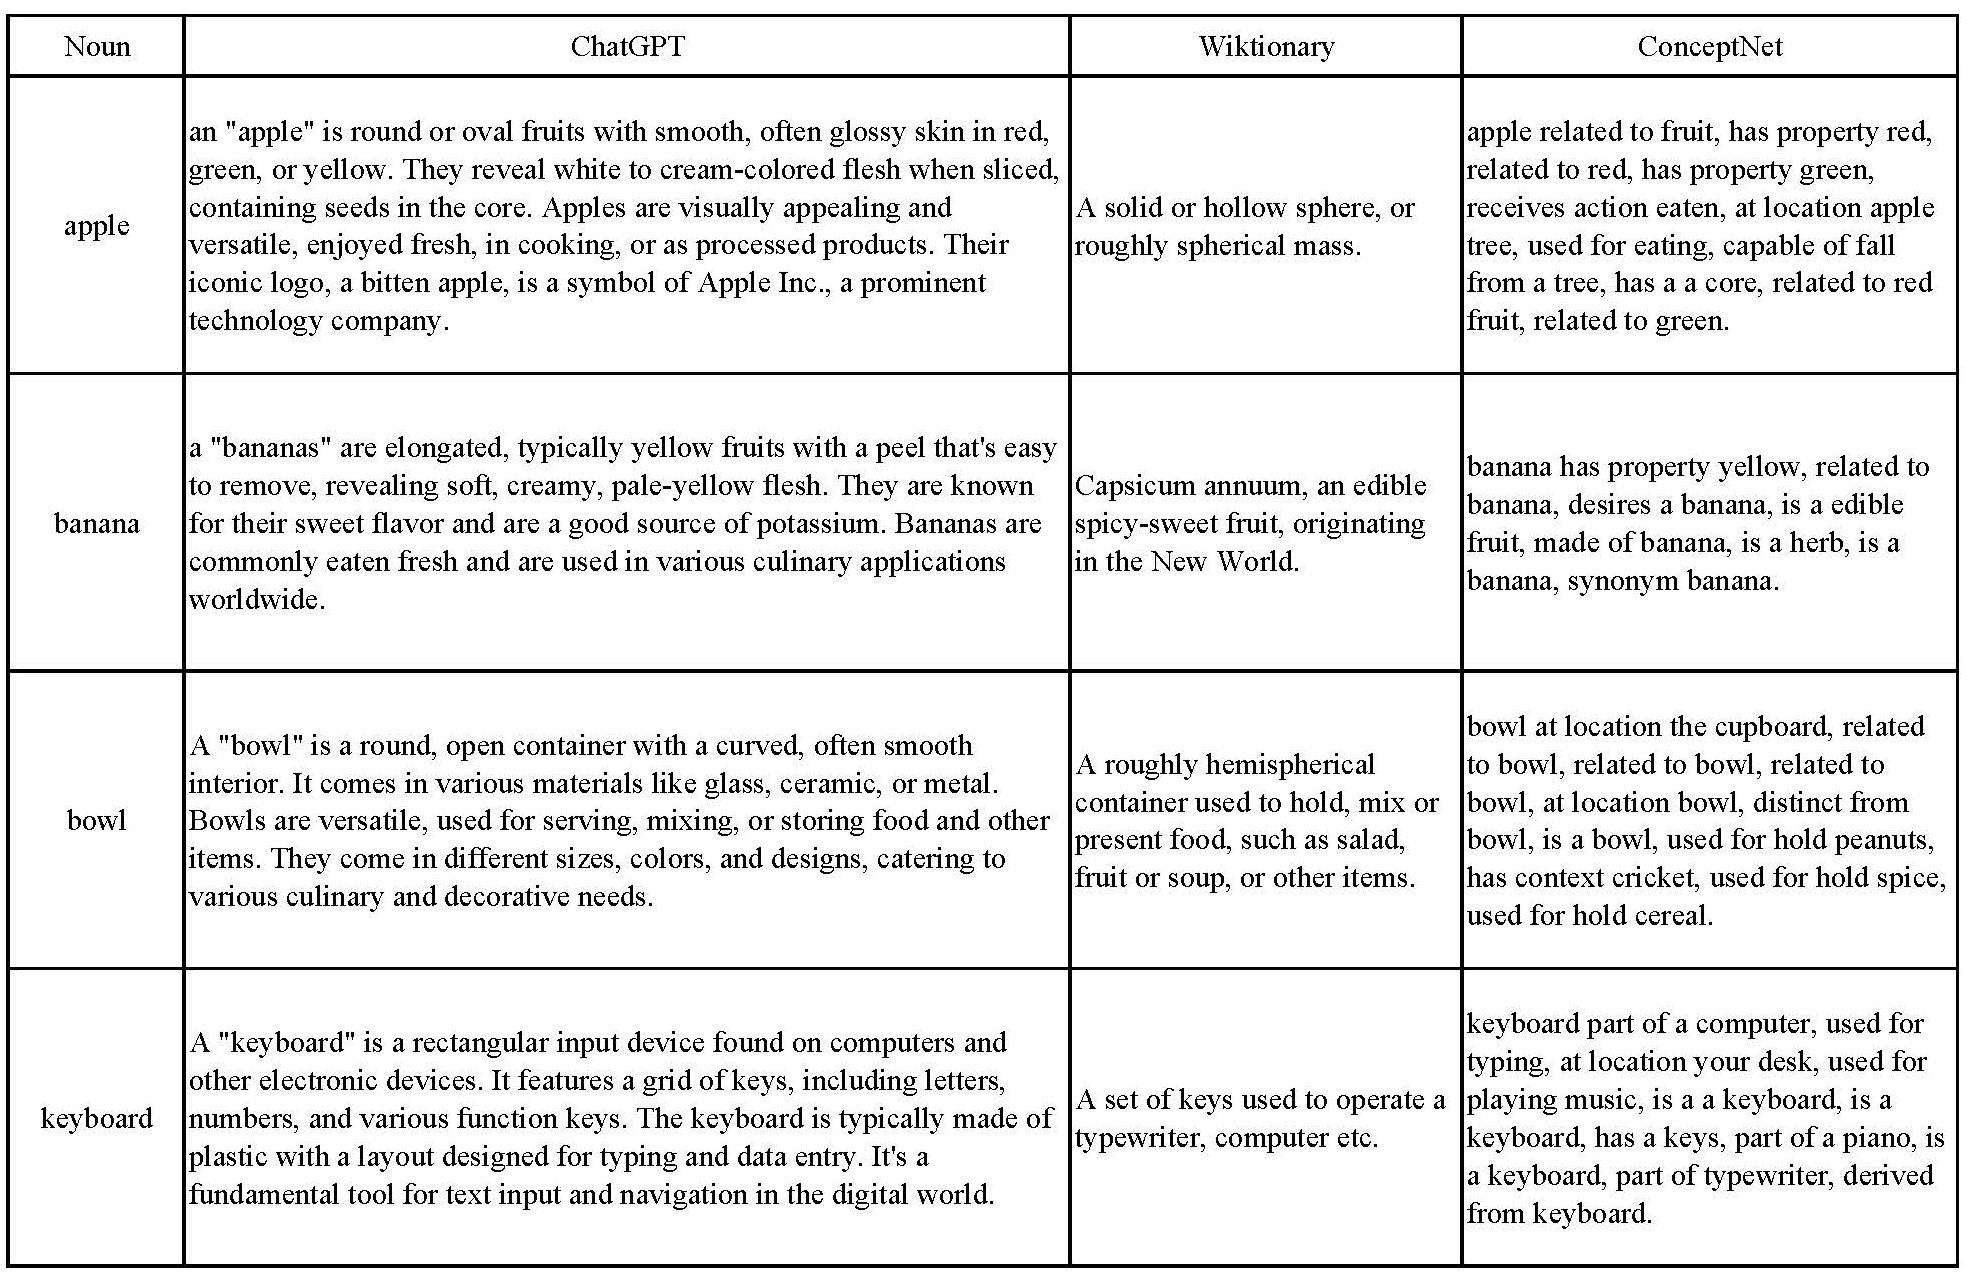 Noun
ChatGPT
Wiktionary
ConceptNet
apple
an "apple" is round or oval fruits with smooth, often glossy skin in red,
green, or yellow. They reveal white to cream-colored flesh when sliced,
containing seeds in the core. Apples are visually appealing and
versatile, enjoyed fresh, in cooking, or as processed products. Their
iconic logo, a bitten apple, is a symbol of Apple Inc., a prominent
technology company.
A solid or hollow sphere, or
roughly spherical mass.
apple related to fruit, has property red,
related to red, has property green,
receives action eaten, at location apple
tree, used for eating, capable of fall
from a tree, has a a core, related to red
fruit, related to green.
banana
a "bananas" are elongated, typically yellow fruits with a peel that's easy
to remove, revealing soft, creamy, pale-yellow flesh. They are known
for their sweet flavor and are a good source of potassium. Bananas are
commonly eaten fresh and are used in various culinary applications
worldwide.
Capsicum annuum, an edible
spicy-sweet fruit, originating
in the New World.
banana has property yellow, related to
banana, desires a banana, is a edible
fruit, made of banana, is a herb, is a
banana, synonym banana.
bowl
A "bowl" is a round, open container with a curved, often smooth
interior. It comes in various materials like glass, ceramic, or metal.
Bowls are versatile, used for serving, mixing, or storing food and other
items. They come in different sizes, colors, and designs, catering to
various culinary and decorative needs.
A roughly hemispherical
container used to hold, mix or
present food, such as salad,
fruit or soup, or other items.
bowl at location the cupboard, related
to bowl, related to bowl, related to
bowl, at location bowl, distinct from
bowl, is a bowl, used for hold peanuts,
has context cricket, used for hold spice,
used for hold cereal.
keyboard
A "keyboard" is a rectangular input device found on computers and
other electronic devices. It features a grid of keys, including letters,
numbers, and various function keys. The keyboard is typically made of
plastic with a layout designed for typing and data entry. It's a
fundamental tool for text input and navigation in the digital world.
A set of keys used to operate a
typewriter, computer etc.
keyboard part of a computer, used for
typing, at location your desk, used for
playing music, is a a keyboard, is a
keyboard, has a keys, part of a piano, is
a keyboard, part of typewriter, derived
from keyboard.